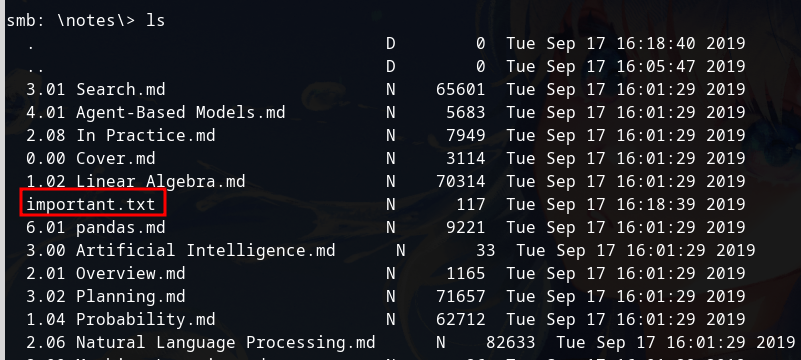 smb: \notes\> ls
. D 0 Tue Sep 17 16:18:40 2019
.. D 0 Tue Sep 17 16:05:47 2019
3.01 Search.md N 65601 Tue Sep 17 16:01:29 2019
4.01 Agent-Based Models.md N 5683 Tue Sep 17 16:01:29 2019
2.08 In Practice.md N 7949 Tue Sep 17 16:01:29 2019
0.00 Cover.md N 3114 Tue Sep 17 16:01:29 2019
1.02 Linear Algebra.md N 70314 Tue Sep 17 16:01:29 2019
important.txt N 117 Tue Sep 17 16:18:39 2019
6.01 pandas.md N 9221 Tue Sep 17 16:01:29 2019
3.00 Artificial Intelligence.md N 33 Tue Sep 17 16:01:29 2019
2.01 Overview.md N 1165 Tue Sep 17 16:01:29 2019
3.02 Planning.md N 71657 Tue Sep 17 16:01:29 2019
1.04 Probability.md N 62712 Tue Sep 17 16:01:29 2019
2.06 Natural Language Processing.md N 82633 Tue Sep 17 16:01:29 2019